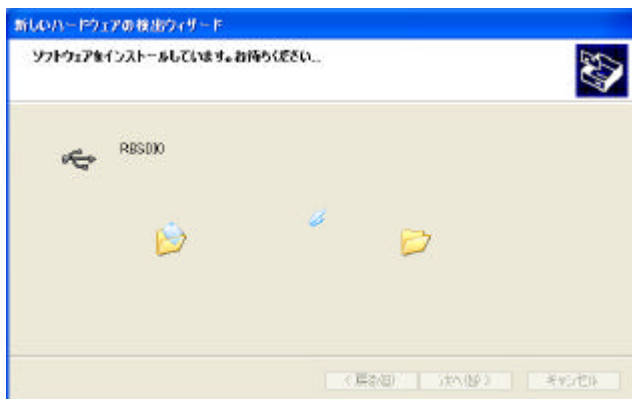 新しいハードウェアの検出ウィザード
ソフトウェアをインストールしています。お待ちください...
RBSDIO
< 戻る(B)
次へ(N) >
キャンセル